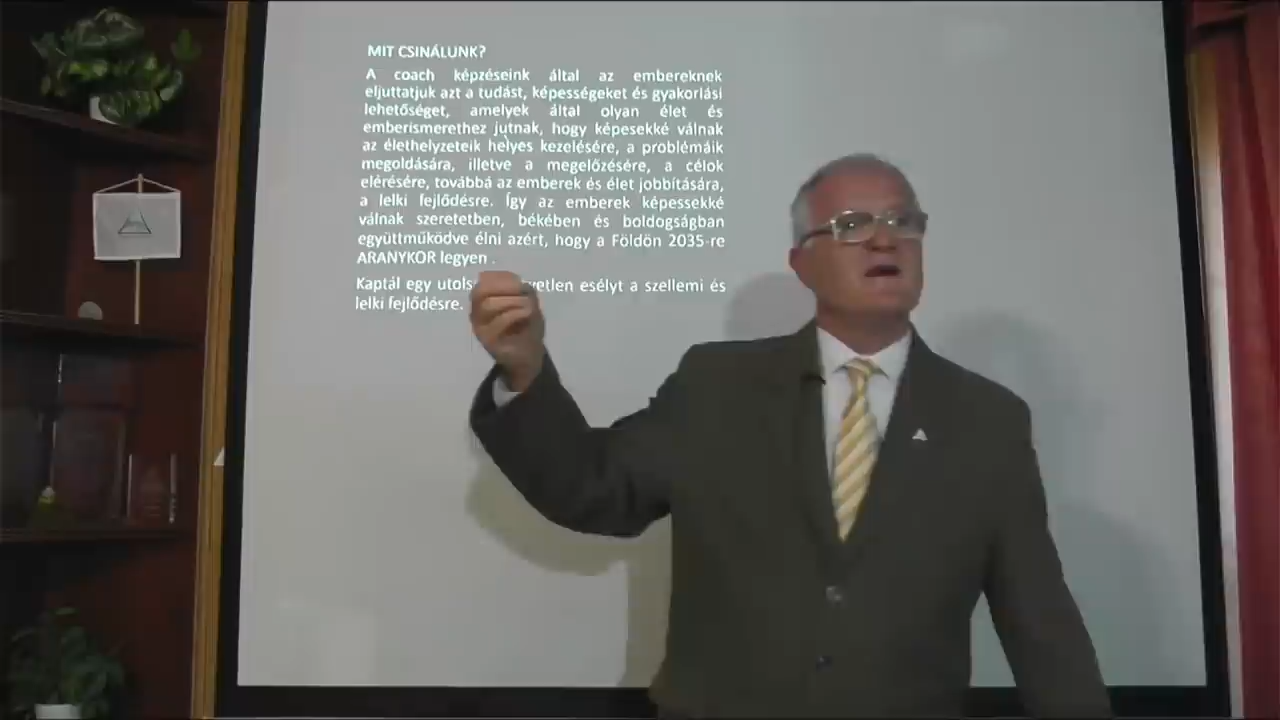 MIT CSINÁLUNK?
A coach képzéseink által az embereknek
eljuttatjuk azt a tudást, képességeket és gyakorlási
lehetőséget, amelyek által olyan élet és
emberismerethez jutnak, hogy képesekké válnak
az élethelyzeteik helyes kezelésére, a problémáik
megoldására, illetve a megelőzésére, a célok
elérésére, továbbá az emberek és élet jobbítására,
a lelki fejlődésre. Így az emberek képessekké
válnak szeretetben, békében és boldogságban
együttműködve élni azért, hogy a Földön 2035-re
ARANYKOR legyen .
Kaptál egy esélyt a szellemi és
lelki fejlődésre.